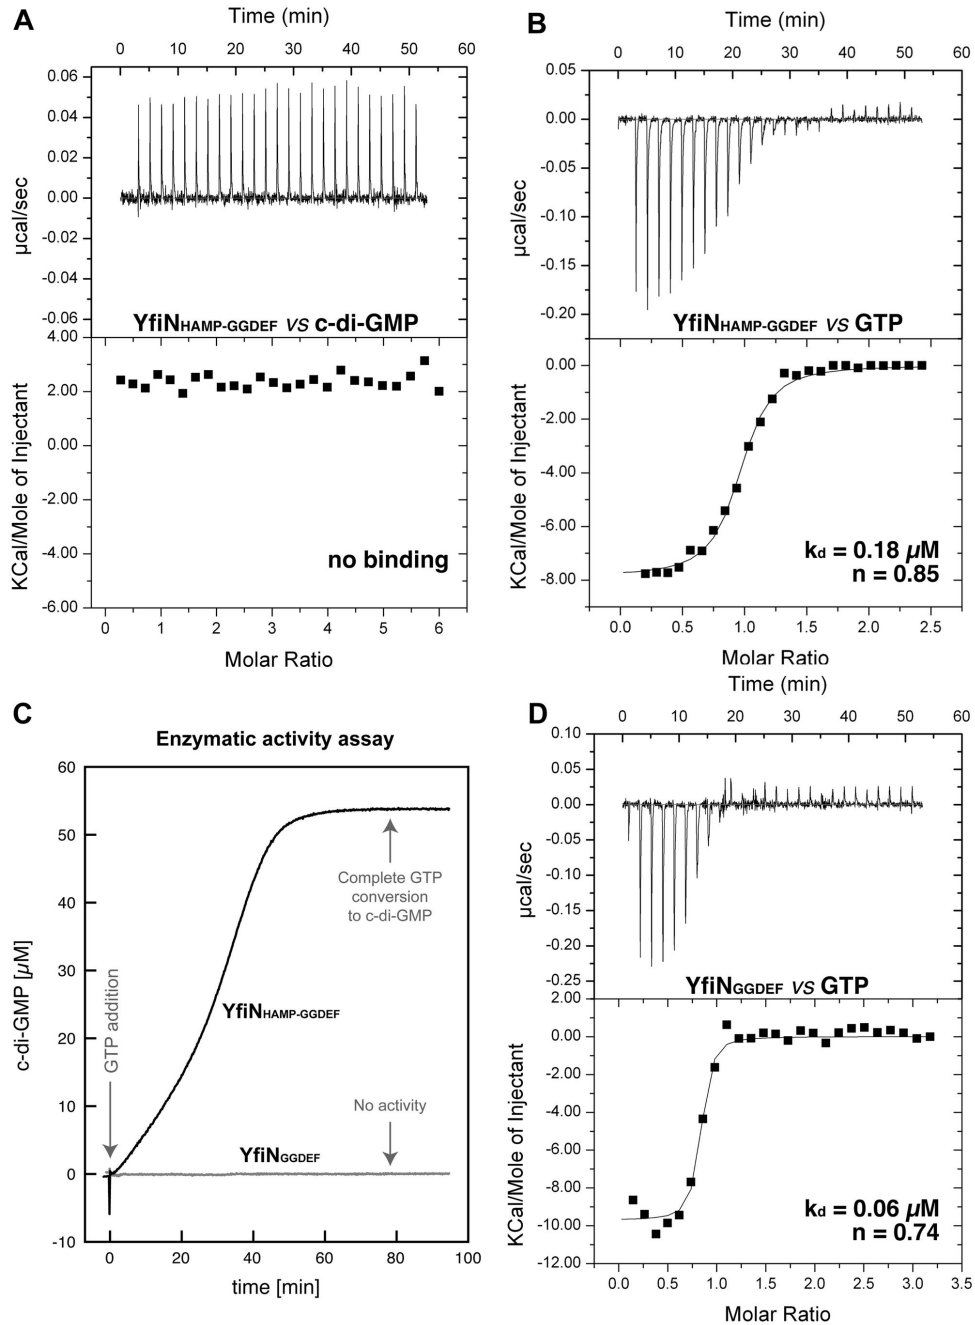 A
Time (min)
0 10 20 30 40 50 60
0.06
0.04
0.02
0.00
-0.02
-0.04
-0.06
µcal/sec
YfiNHAMP-GGDEF VS c-di-GMP
4.00
2.00
0.00
-2.00
-4.00
-6.00
KCal/Mole of Injectant
no binding
0 1 2 3 4 5 6
Molar Ratio
B
Time (min)
0 10 20 30 40 50 60
0.05
0.00
-0.05
-0.10
-0.15
-0.20
µcal/sec
YfiNHAMP-GGDEF VS GTP
0.00
-2.00
-4.00
-6.00
-8.00
KCal/Mole of Injectant
kd = 0.18 µM
n = 0.85
0.0 0.5 1.0 1.5 2.0 2.5
Molar Ratio
C
Enzymatic activity assay
60
50
40
30
20
10
0
-10
c-di-GMP [µM]
GTP addition
Complete GTP
conversion
to c-di-GMP
YfiNHAMP-GGDEF
No activity
YfiNGGDEF
0 20 40 60 80 100
time [min]
D
Time (min)
0 10 20 30 40 50 60
0.10
0.05
0.00
-0.05
-0.10
-0.15
-0.20
-0.25
µcal/sec
YfiNGGDEF VS GTP
2.00
0.00
-2.00
-4.00
-6.00
-8.00
-10.00
-12.00
KCal/Mole of Injectant
kd = 0.06 µM
n = 0.74
0.0 0.5 1.0 1.5 2.0 2.5 3.0 3.5
Molar Ratio